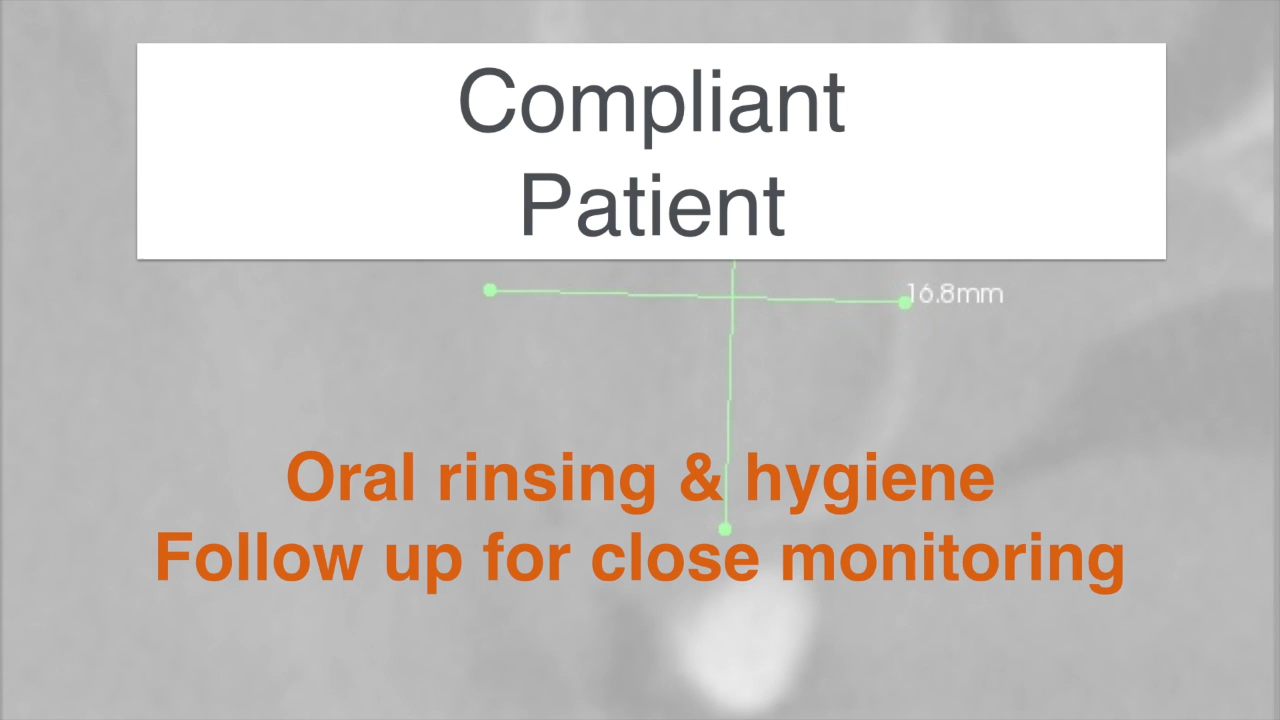 Compliant
Patient
16.8mm
Oral rinsing & hygiene
Follow up for close monitoring